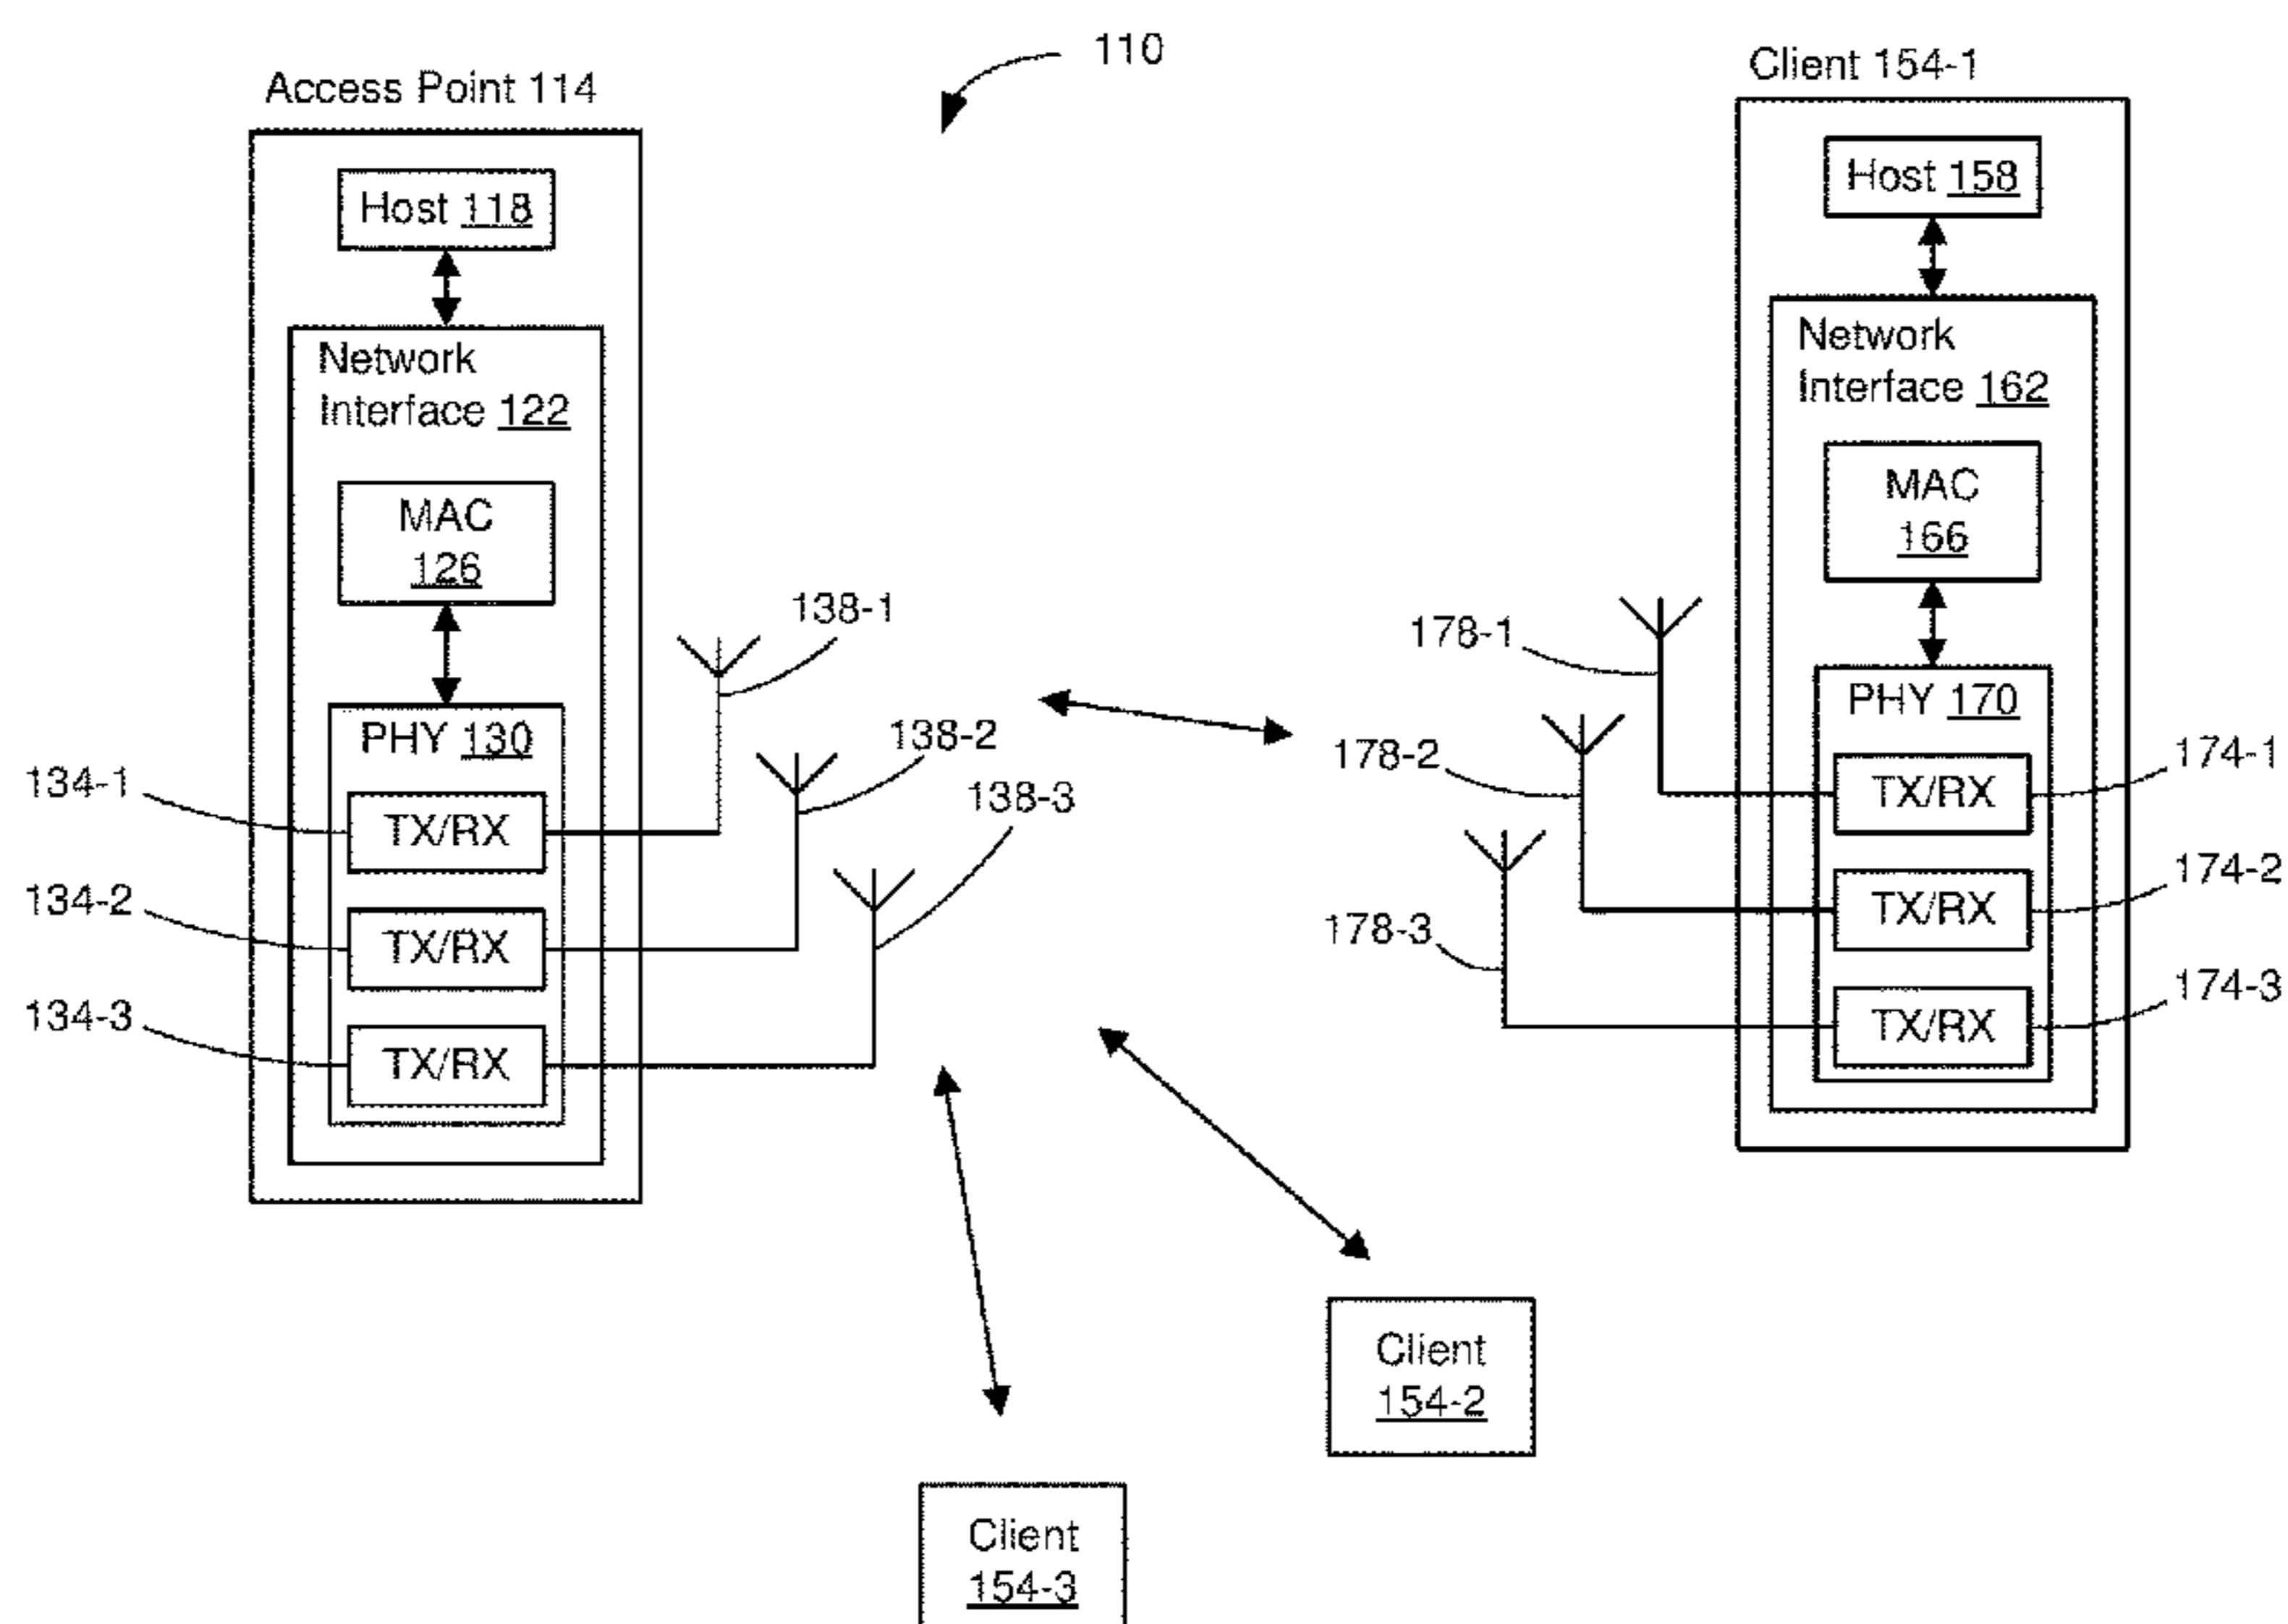 110
Access Point 114
Host 118
Network
Interface 122
MAC
126
PHY 130
TX/RX
TX/RX
TX/RX
134-1
134-2
134-3
138-1
138-2
138-3
Client 154-1
Host 158
Network
Interface 162
MAC
166
PHY 170
TX/RX
TX/RX
TX/RX
174-1
174-2
174-3
178-1
178-2
178-3
Client
154-2
Client
154-3